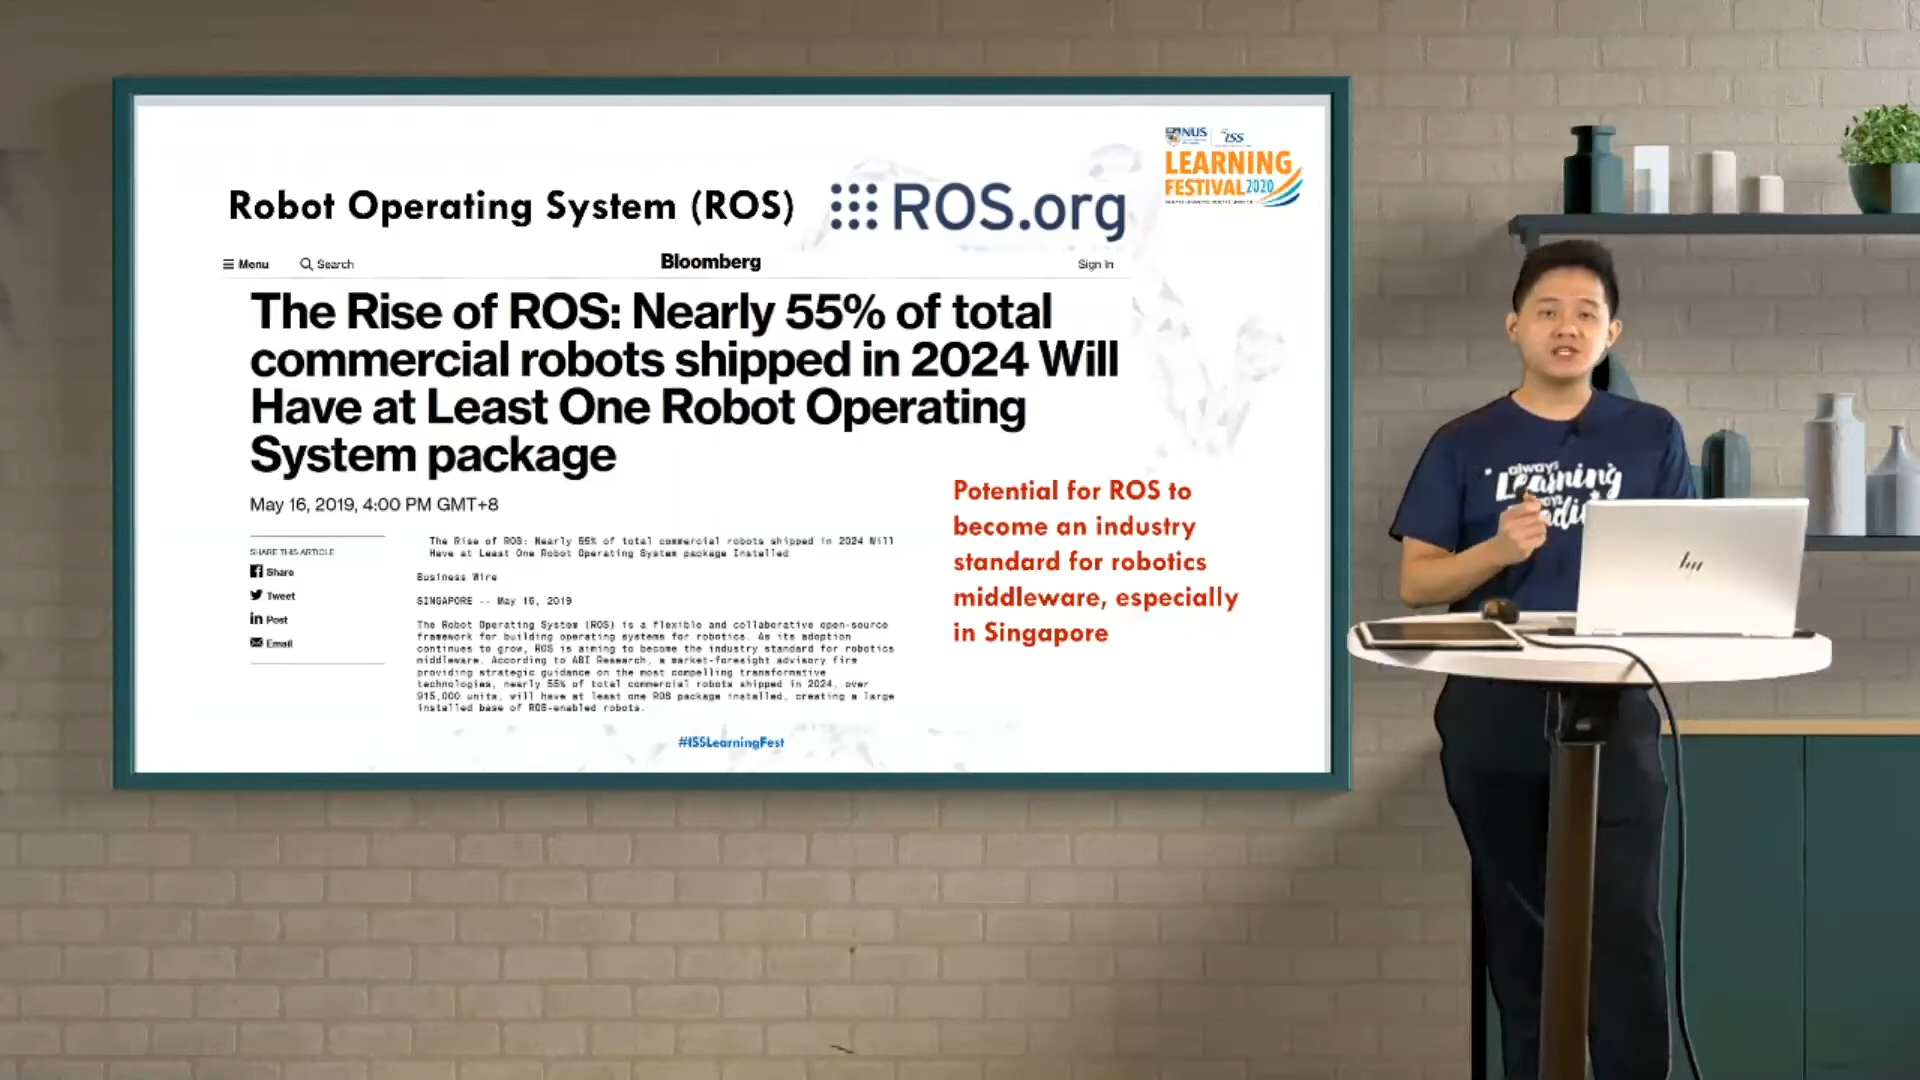 NUS
ISS
LEARNING
FESTIVAL 2020
Robot Operating System (ROS)
ROS.org
Menu
Search
Bloomberg
Sign In
The Rise of ROS: Nearly 55% of total
commercial robots shipped in 2024 Will
Have at Least One Robot Operating
System package
May 16, 2019, 4:00 PM GMT+8
SHARE THIS ARTICLE
Share
Tweet
Post
Email
The Rise of ROS: Nearly 55% of total commercial robots shipped in 2024 Will
Have at Least One Robot Operating System package Installed
Business Wire
SINGAPORE -- May 16, 2019
The Robot Operating System (ROS) is a flexible and collaborative open-source
framework for building operating systems for robotics. As its adoption
continues to grow, ROS is aiming to become the industry standard for robotics
middleware. According to ABI Research, a market-foresight advisory firm
providing strategic guidance on the most compelling transformative
technologies, nearly 55% of total commercial robots shipped in 2024, over
915,000 units, will have at least one ROS package installed, creating a large
installed base of ROS-enabled robots.
Potential for ROS to
become an industry
standard for robotics
middleware, especially
in Singapore
#ISSLearningFest
always
Learning
hp